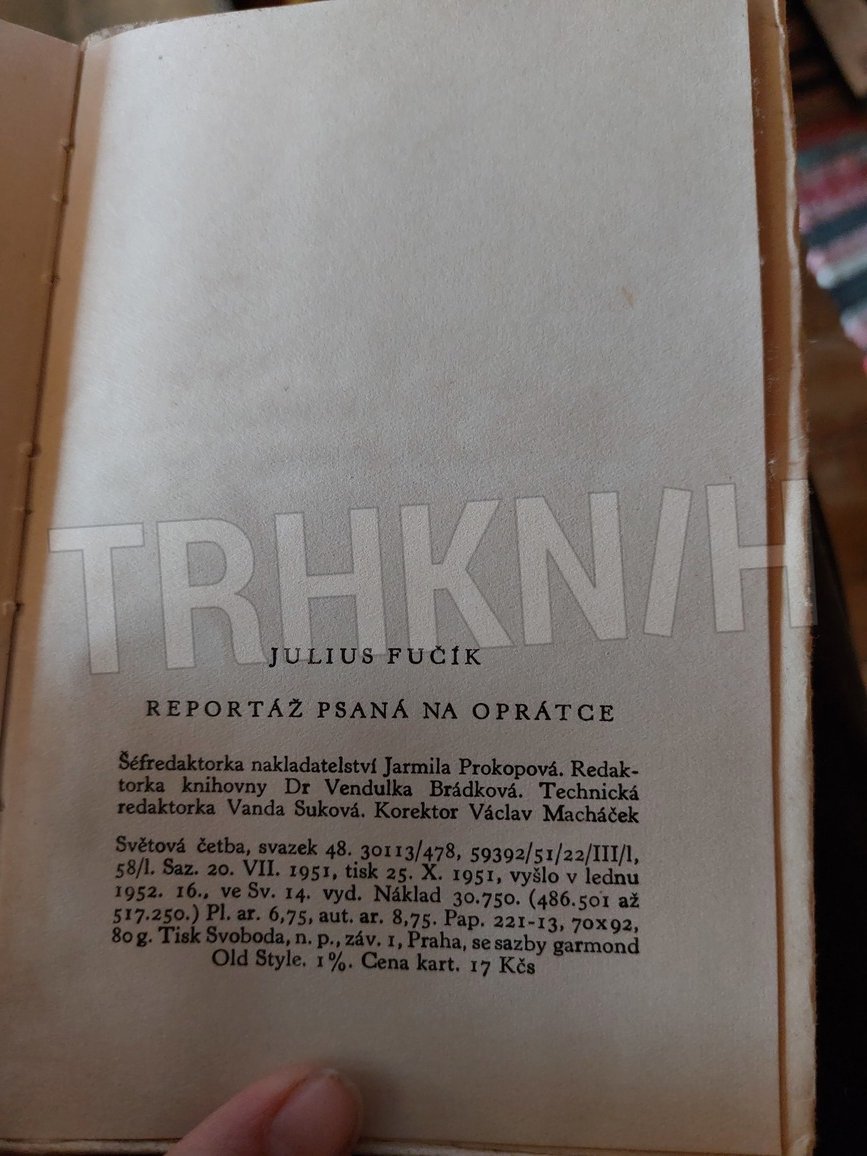 TRHKN/H
JULIUS FUČÍK
REPORTÁŽ PSANÁ NA OPRÁTCE
Šéfredaktorka nakladatelství Jarmila Prokopová. Redak-
torka knihovny Dr Vendulka Brádková. Technická
redaktorka Vanda Suková. Korektor Václav Macháček
Světová četba, svazek 48. 30113/478, 59392/51/22/III/1,
58/1. Saz. 20. VII. 1951, tisk 25. X. 1951, vyšlo v lednu
1952. 16., ve Sv. 14. vyd. Náklad 30.750. (486.501 až
517.250.) Pl. ar. 6,75, aut. ar. 8,75. Pap. 221-13, 70x92,
80 g. Tisk Svoboda, n. p., záv. 1, Praha, se sazby garmond
Old Style. 1%. Cena kart. 17 Kčs